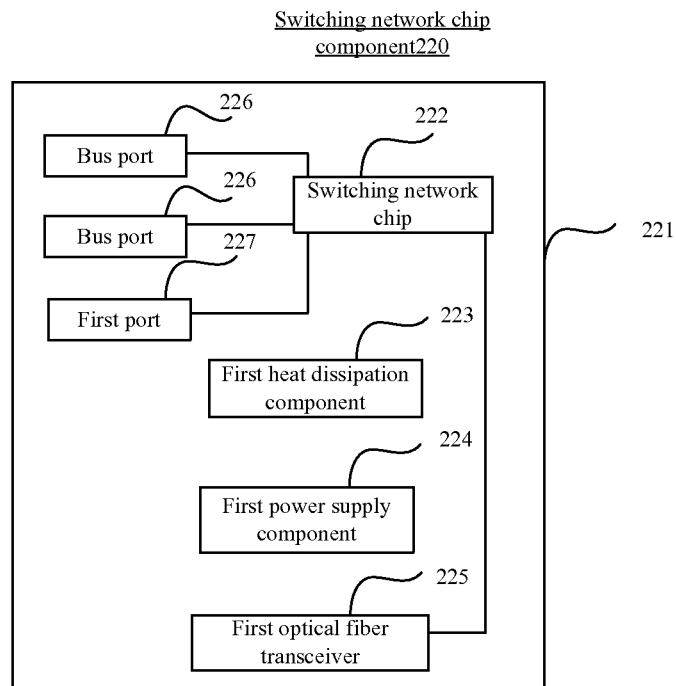 Switching network chip
component220
226
222
Bus port
Switching network
chip
226
221
Bus port
227
First port
223
First heat dissipation
component
224
First power supply
component
225
First optical fiber
transceiver